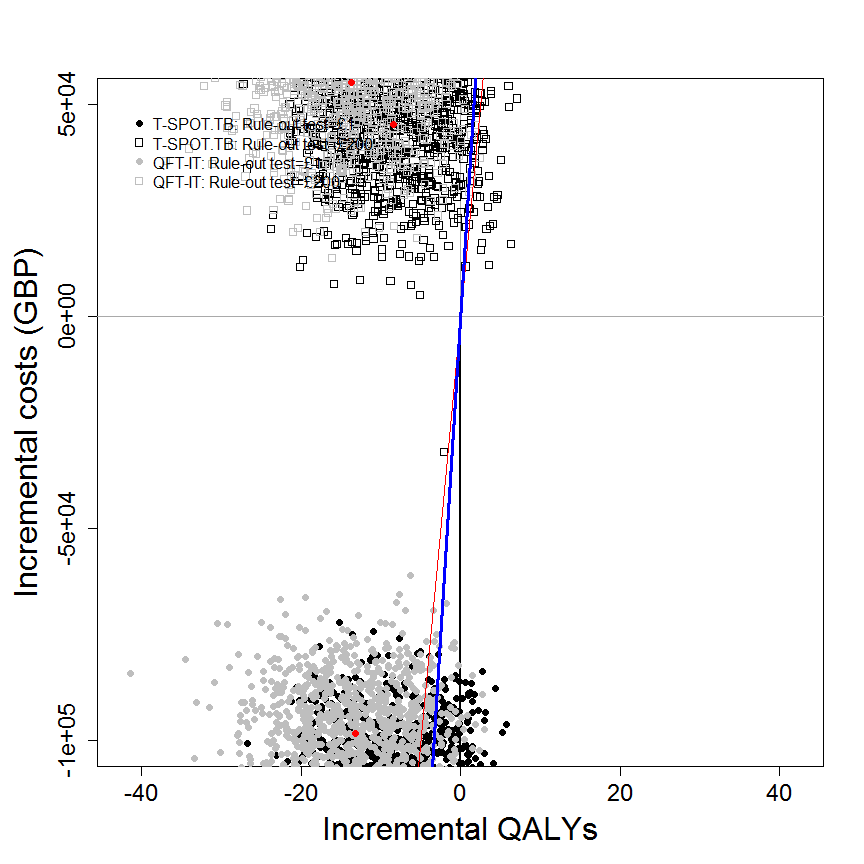 T-SPOT.TB: Rule-out test=£1
T-SPOT.TB: Rule-out test=£200
QFT-IT: Rule-out test=£1
QFT-IT: Rule-out test=£200
5e+04
0e+00
-5e+04
-1e+05
Incremental costs (GBP)
-40 -20 0 20 40
Incremental QALYs